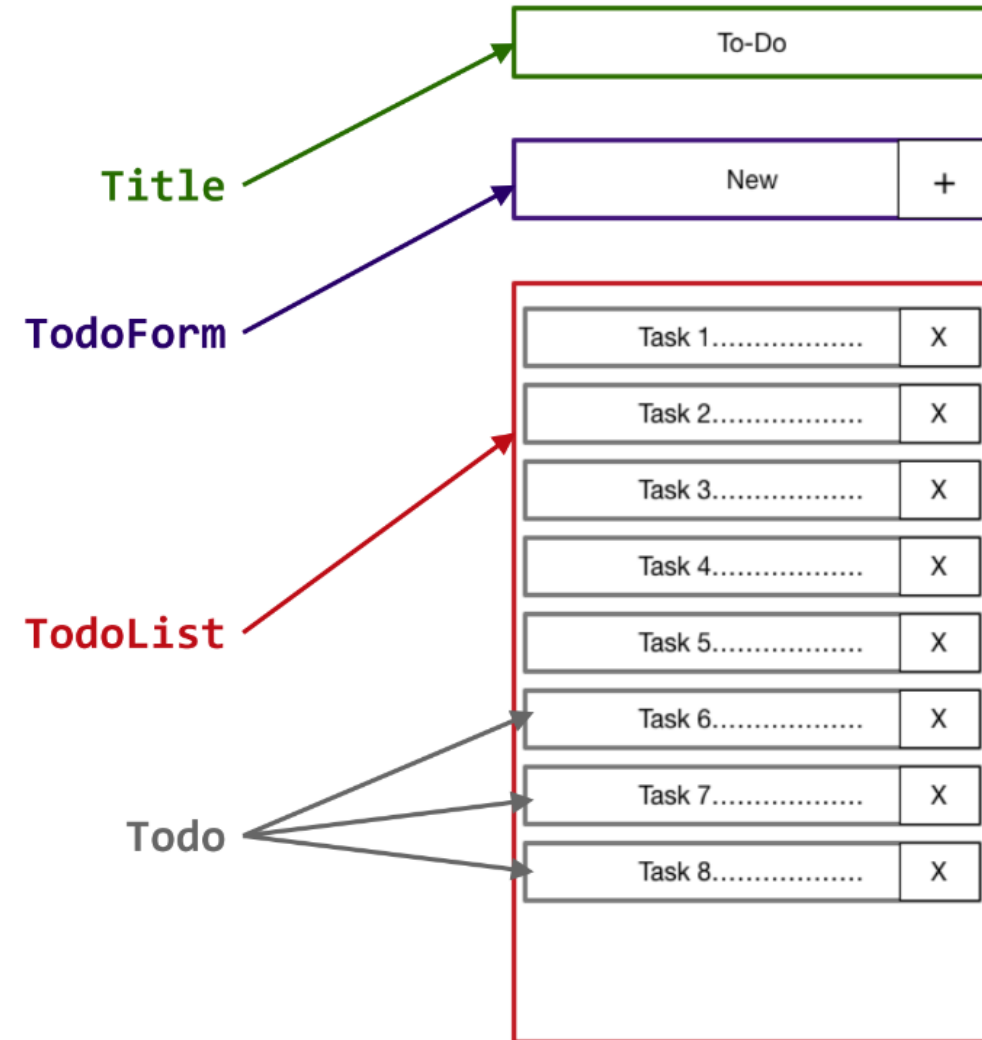 To-Do
Title
New +
TodoForm
Task 1................. X
Task 2................. X
Task 3................. X
Task 4................. X
Task 5................. X
TodoList
Task 6................. X
Task 7................. X
Todo
Task 8................. X